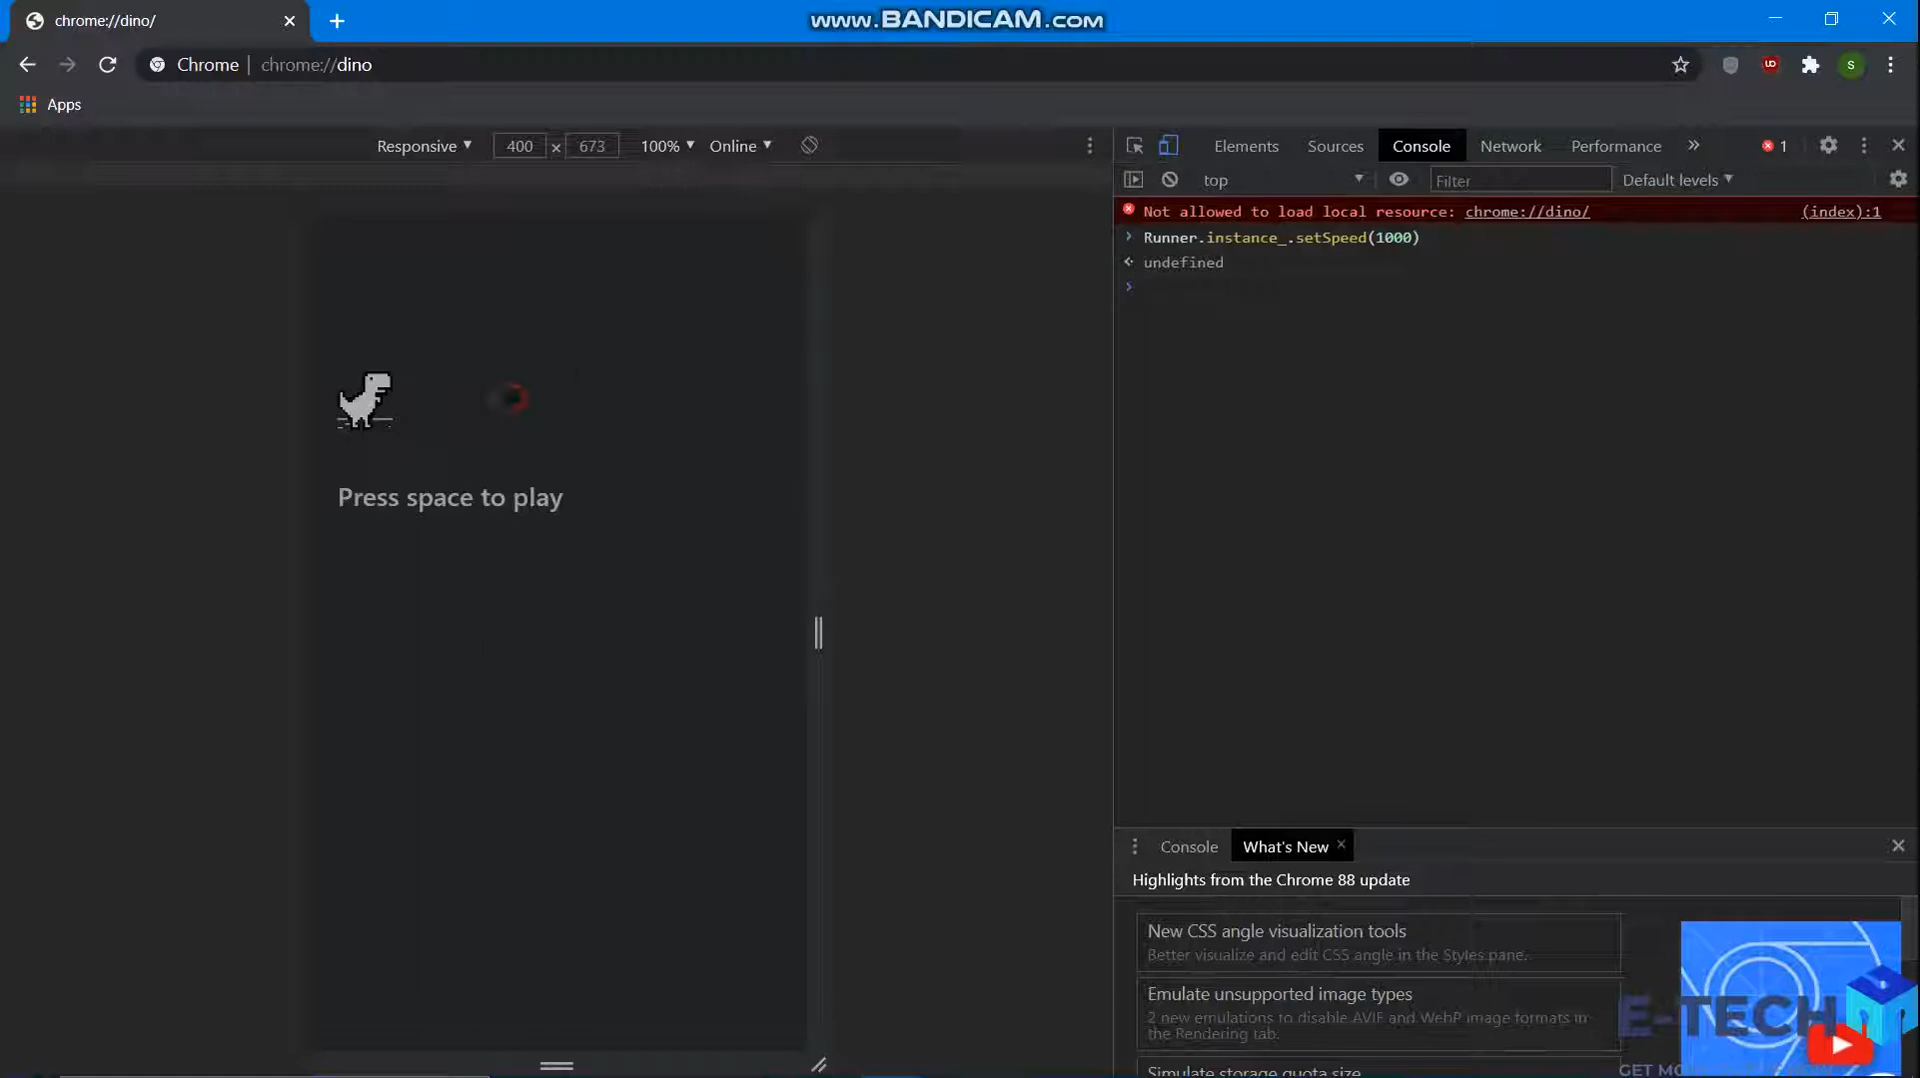 chrome://dino/
www.BANDICAM.com
Chrome | chrome://dino
S
Apps
Responsive 400 × 673 100% Online
Elements Sources Console Network Performance » 1
top Filter Default levels
Not allowed to load local resource: chrome://dino/ (index):1
Runner.instance_.setSpeed(1000)
undefined
Press space to play
Console What's New
Highlights from the Chrome 88 update
New CSS angle visualization tools
Better visualize and edit CSS angle in the Styles pane.
Emulate unsupported image types
2 new emulations to disable AVIF and WebP image formats in
the Rendering tab.
Simulate storage quota size
E-TECH